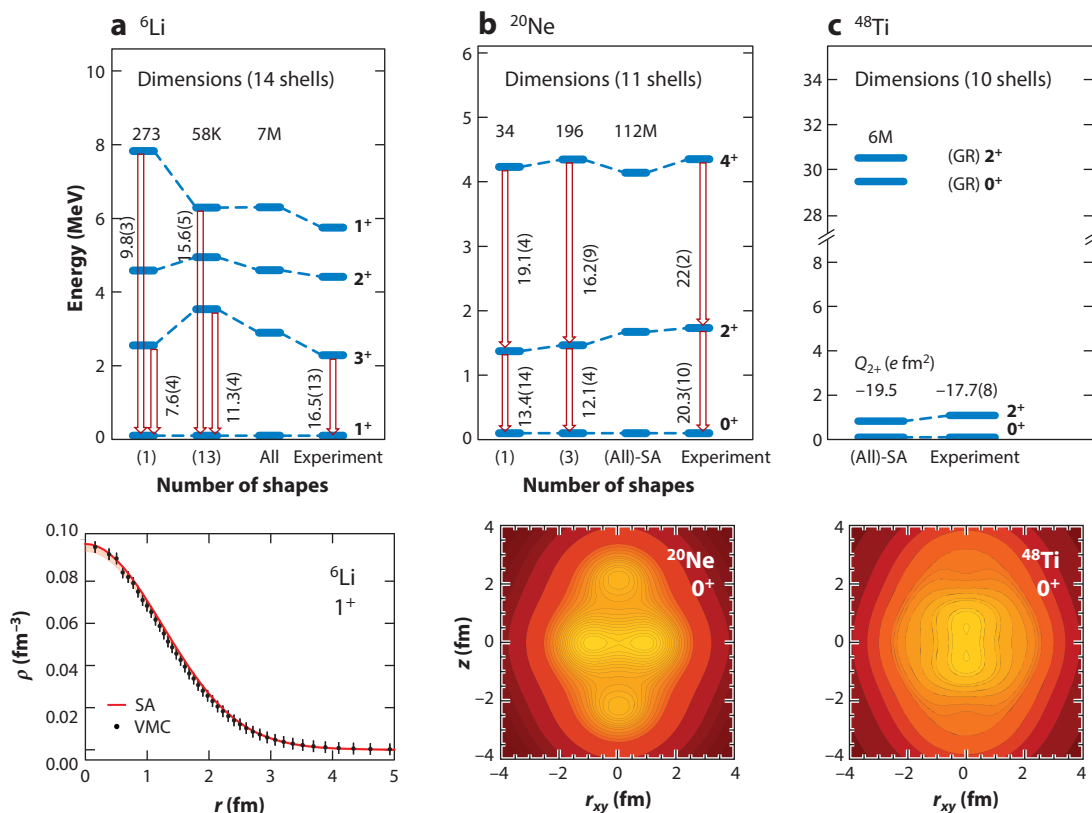 a ⁶Li
Dimensions (14 shells)
273 58K 7M
10
8
6
4
2
0
Energy (MeV)
9.8(3)
7.6(4)
15.6(5)
11.3(4)
16.5(13)
1⁺
2⁺
3⁺
1⁺
(1) (13) All Experiment
Number of shapes
b ²⁰Ne
Dimensions (11 shells)
34 196 112M
6
5
4
3
2
1
0
19.1(4)
13.4(14)
16.2(9)
12.1(4)
22(2)
20.3(10)
4⁺
2⁺
0⁺
(1) (3) (All)-SA Experiment
Number of shapes
c ⁴⁸Ti
Dimensions (10 shells)
6M
34
32
30
28
4
2
0
(GR) 2⁺
(GR) 0⁺
Q2+ (e fm²)
–19.5 –17.7(8)
2⁺
0⁺
(All)-SA Experiment
0.10
0.08
0.06
0.04
0.02
0.00
ρ (fm⁻³)
⁶Li
1⁺
SA
VMC
0 1 2 3 4 5
r (fm)
4
2
0
−2
−4
z (fm)
²⁰Ne
0⁺
−4 −2 0 2 4
rxy (fm)
⁴⁸Ti
0⁺
−4 −2 0 2 4
rxy (fm)